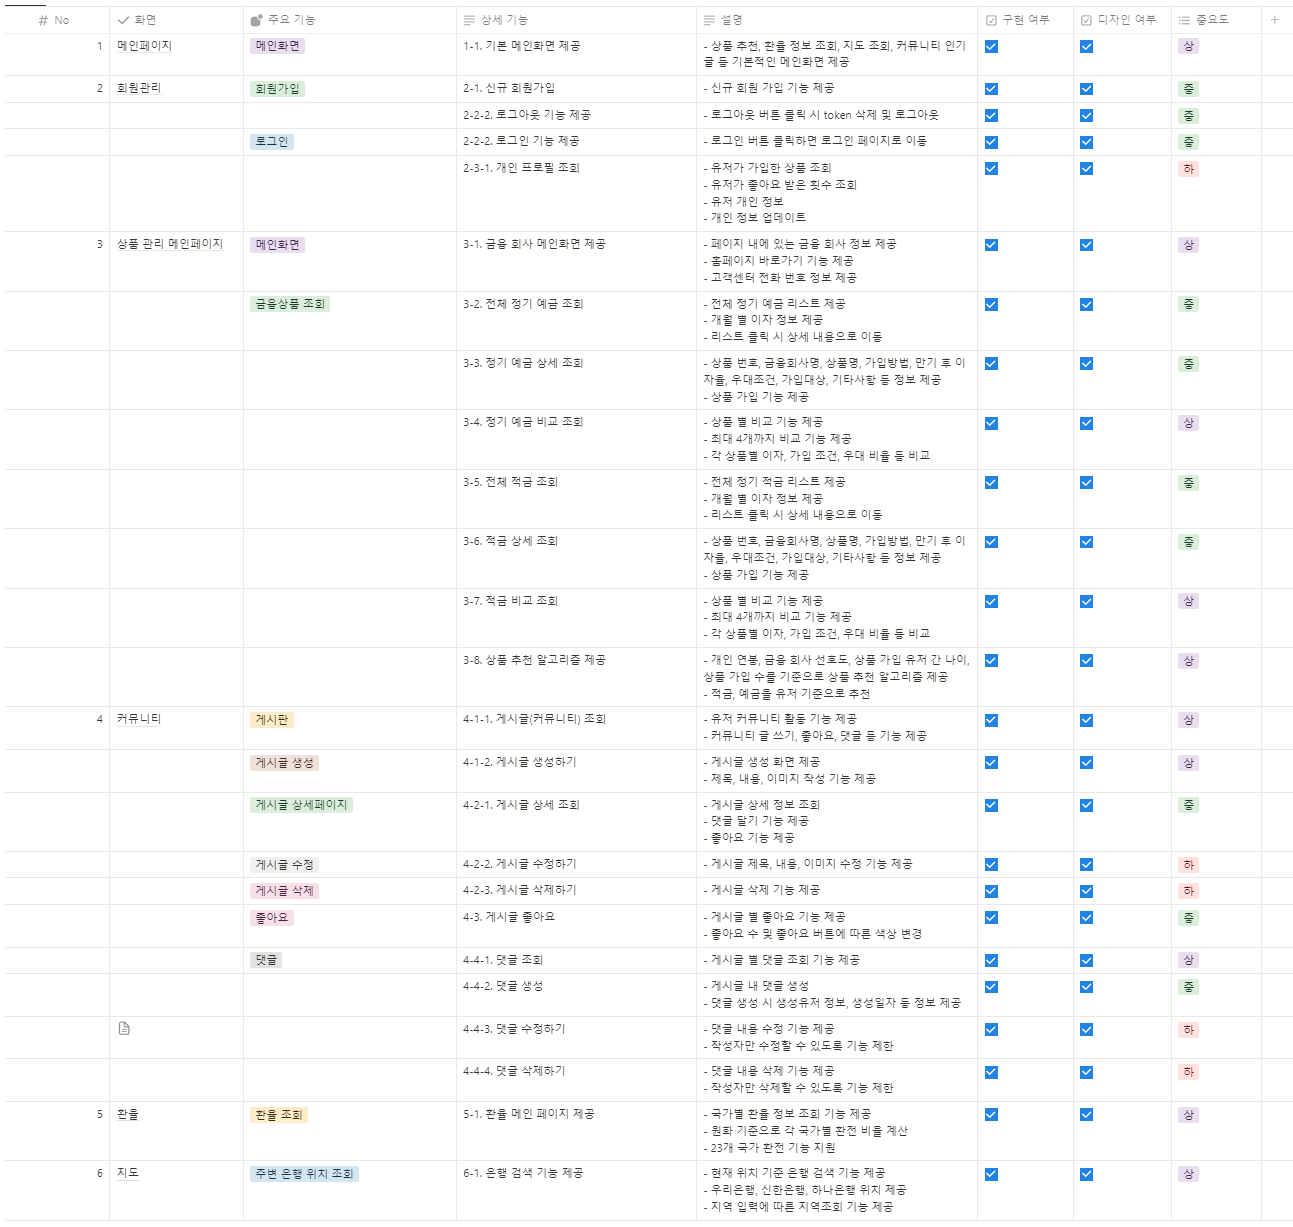 No 화면 주요 기능 상세 기능 설명 구현 여부 디자인 여부 중요도
1 메인페이지 메인화면 1-1. 기본 메인화면 제공 - 상품 추천, 환율 정보 조회, 지도 조회, 커뮤니티 인기 상
글 등 기본적인 메인화면 제공
2 회원관리 회원가입 2-1. 신규 회원가입 - 신규 회원 가입 기능 제공 중
2-2-2. 로그아웃 기능 제공 - 로그아웃 버튼 클릭 시 token 삭제 및 로그아웃 중
로그인 2-2-2. 로그인 기능 제공 - 로그인 버튼 클릭하면 로그인 페이지로 이동 중
2-3-1. 개인 프로필 조회 - 유저가 가입한 상품 조회 하
- 유저가 좋아요 받은 횟수 조회
- 유저 개인 정보
- 개인 정보 업데이트
3 상품 관리 메인페이지 메인화면 3-1. 금융 회사 메인화면 제공 - 페이지 내에 있는 금융 회사 정보 제공 상
- 홈페이지 바로가기 기능 제공
- 고객센터 전화 번호 정보 제공
금융상품 조회 3-2. 전체 정기 예금 조회 - 전체 정기 예금 리스트 제공 중
- 개월 별 이자 정보 제공
- 리스트 클릭 시 상세 내용으로 이동
3-3. 정기 예금 상세 조회 - 상품 번호, 금융회사명, 상품명, 가입방법, 만기 후 이 중
자율, 우대조건, 가입대상, 기타사항 등 정보 제공
- 상품 가입 기능 제공
3-4. 정기 예금 비교 조회 - 상품 별 비교 기능 제공 상
- 최대 4개까지 비교 기능 제공
- 각 상품별 이자, 가입 조건, 우대 비율 등 비교
3-5. 전체 적금 조회 - 전체 정기 적금 리스트 제공 중
- 개월 별 이자 정보 제공
- 리스트 클릭 시 상세 내용으로 이동
3-6. 적금 상세 조회 - 상품 번호, 금융회사명, 상품명, 가입방법, 만기 후 이 중
자율, 우대조건, 가입대상, 기타사항 등 정보 제공
- 상품 가입 기능 제공
3-7. 적금 비교 조회 - 상품 별 비교 기능 제공 상
- 최대 4개까지 비교 기능 제공
- 각 상품별 이자, 가입 조건, 우대 비율 등 비교
3-8. 상품 추천 알고리즘 제공 - 개인 연봉, 금융 회사 선호도, 상품 가입 유저 간 나이, 상
상품 가입 수를 기준으로 상품 추천 알고리즘 제공
- 적금, 예금을 유저 기준으로 추천
4 커뮤니티 게시판 4-1-1. 게시글(커뮤니티) 조회 - 유저 커뮤니티 활동 기능 제공 상
- 커뮤니티 글 쓰기, 좋아요, 댓글 등 기능 제공
게시글 생성 4-1-2. 게시글 생성하기 - 게시글 생성 화면 제공 상
- 제목, 내용, 이미지 작성 기능 제공
게시글 상세페이지 4-2-1. 게시글 상세 조회 - 게시글 상세 정보 조회 중
- 댓글 달기 기능 제공
- 좋아요 기능 제공
게시글 수정 4-2-2. 게시글 수정하기 - 게시글 제목, 내용, 이미지 수정 기능 제공 하
게시글 삭제 4-2-3. 게시글 삭제하기 - 게시글 삭제 기능 제공 하
좋아요 4-3. 게시글 좋아요 - 게시글 별 좋아요 기능 제공 중
- 좋아요 수 및 좋아요 버튼에 따른 색상 변경
댓글 4-4-1. 댓글 조회 - 게시글 별 댓글 조회 기능 제공 상
4-4-2. 댓글 생성 - 게시글 내 댓글 생성 중
- 댓글 생성 시 생성유저 정보, 생성일자 등 정보 제공
4-4-3. 댓글 수정하기 - 댓글 내용 수정 기능 제공 하
- 작성자만 수정할 수 있도록 기능 제한
4-4-4. 댓글 삭제하기 - 댓글 내용 삭제 기능 제공 하
- 작성자만 삭제할 수 있도록 기능 제한
5 환율 환율 조회 5-1. 환율 메인 페이지 제공 - 국가별 환율 정보 조회 기능 제공 상
- 원화 기준으로 각 국가별 환전 비율 계산
- 23개 국가 환전 기능 지원
6 지도 주변 은행 위치 조회 6-1. 은행 검색 기능 제공 - 현재 위치 기준 은행 검색 기능 제공 상
- 우리은행, 신한은행, 하나은행 위치 제공
- 지역 입력에 따른 지역조회 기능 제공